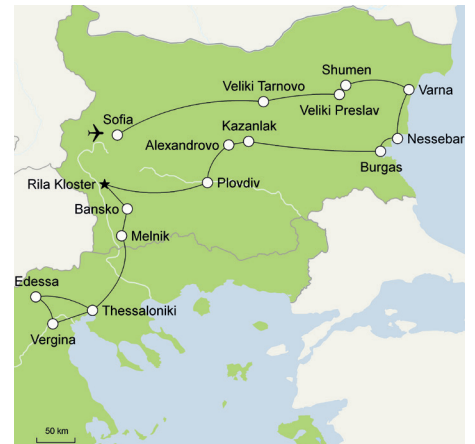 Shumen
Veliki Tarnovo
Varna
Veliki Preslav
Sofia
Kazanlak
Alexandrovo
Nessebar
Burgas
Rila Kloster
Plovdiv
Bansko
Melnik
Edessa
Thessaloniki
Vergina
50 km